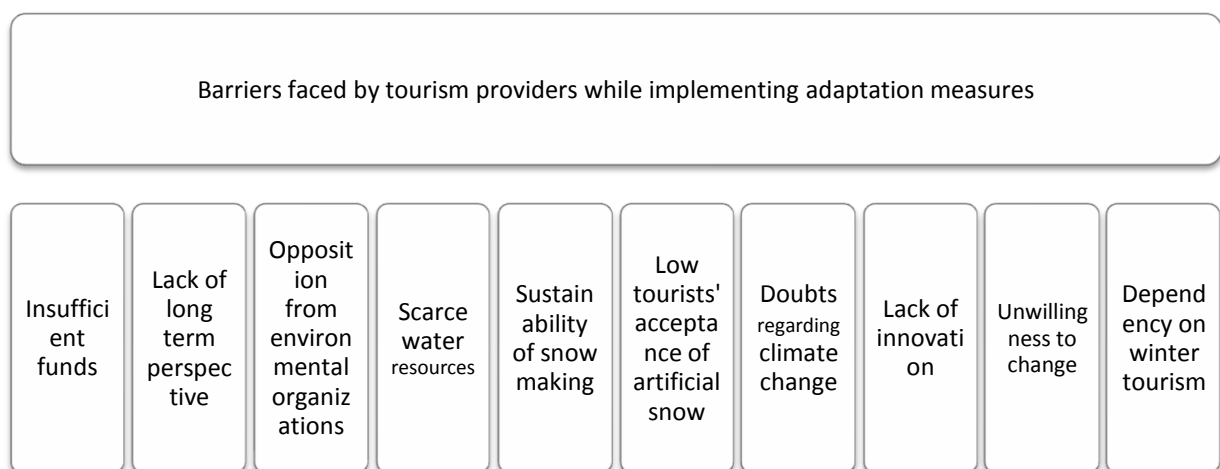 Barriers faced by tourism providers while implementing adaptation measures
Insuffici
ent
funds
Lack of
long
term
perspec
tive
Opposit
ion
from
environ
mental
organiz
ations
Scarce
water
resources
Sustain
ability
of snow
making
Low
tourists'
accepta
nce of
artificial
snow
Doubts
regarding
climate
change
Lack of
innovati
on
Unwilling
ness to
change
Depend
ency on
winter
tourism